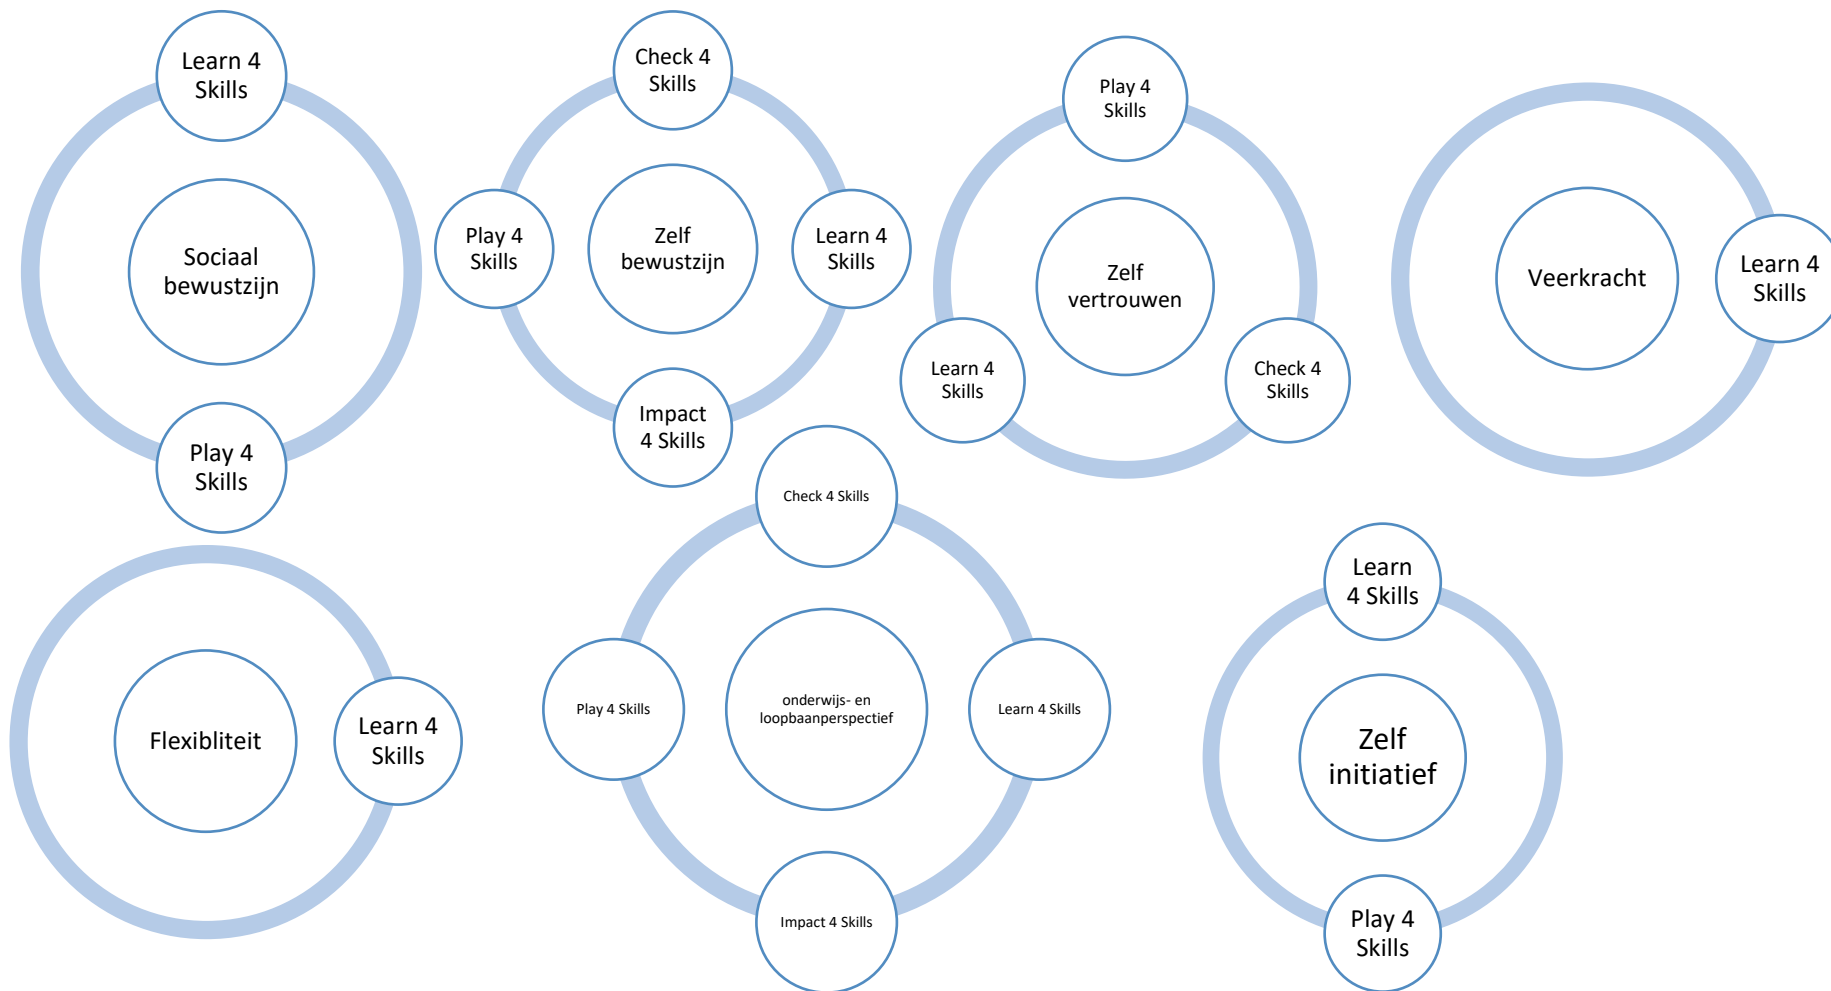 Learn 4
Skills
Sociaal
bewustzijn
Play 4
Skills
Check 4
Skills
Play 4
Skills
Zelf
bewustzijn
Learn 4
Skills
Impact
4 Skills
Play 4
Skills
Zelf
vertrouwen
Learn 4
Skills
Check 4
Skills
Veerkracht
Learn 4
Skills
Flexibliteit
Learn 4
Skills
Check 4 Skills
Play 4 Skills
onderwijs- en
loopbaanperspectief
Learn 4 Skills
Impact 4 Skills
Learn
4 Skills
Zelf
initiatief
Play 4
Skills